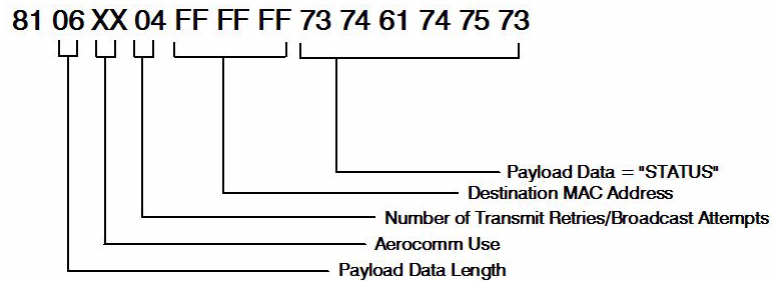 81 06 XX 04 FF FF FF 73 74 61 74 75 73
Payload Data = "STATUS"
Destination MAC Address
Number of Transmit Retries/Broadcast Attempts
Aerocomm Use
Payload Data Length